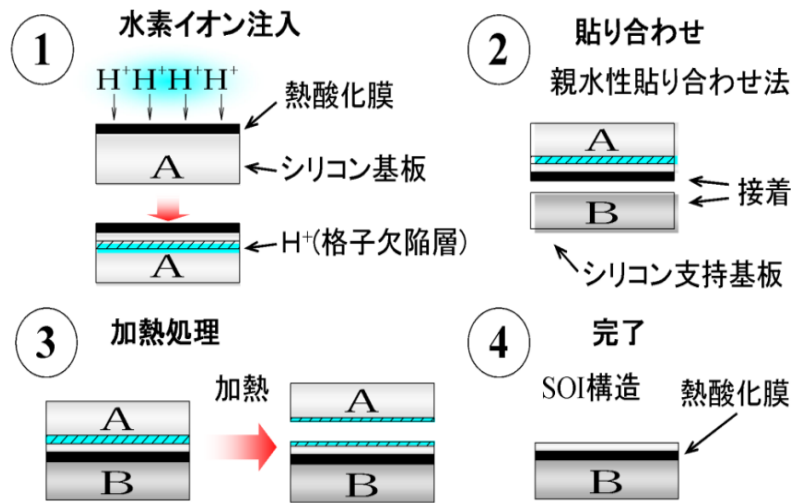 1
水素イオン注入
H⁺H⁺H⁺H⁺
熱酸化膜
A
シリコン基板
H⁺(格子欠陥層)
A
2
貼り合わせ
親水性貼り合わせ法
A
接着
B
シリコン支持基板
3
加熱処理
加熱
A
B
A
B
4
完了
SOI構造
熱酸化膜
B